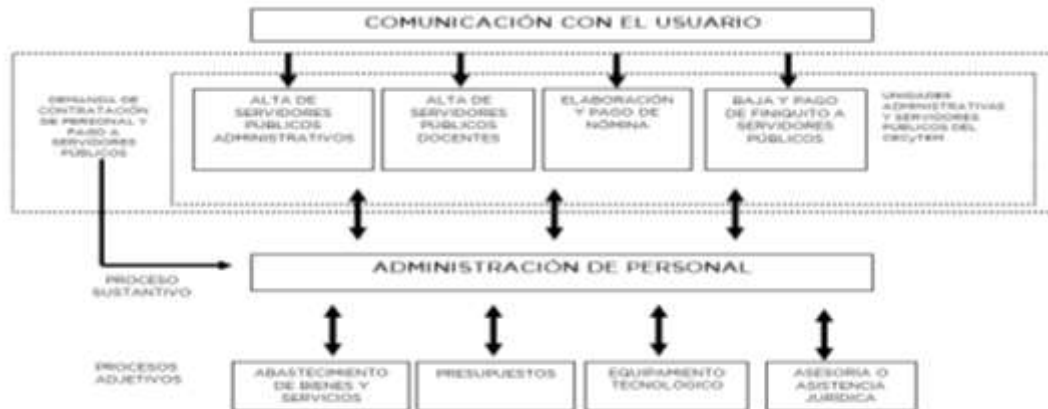 COMUNICACIÓN CON EL USUARIO
DEMANDA DE
CONTRATACIÓN
DE PERSONAL Y
PAGO A
SERVIDORES
PÚBLICOS
ALTA DE
SERVIDORES
PÚBLICOS
ADMINISTRATIVOS
ALTA DE
SERVIDORES
PÚBLICOS
DOCENTES
ELABORACIÓN
Y PAGO DE
NÓMINA
BAJA Y PAGO
DE FINIQUITO A
SERVIDORES
PÚBLICOS
UNIDADES
ADMINISTRATIVAS
Y SERVIDORES
PÚBLICOS DEL
CECyTEM
ADMINISTRACIÓN DE PERSONAL
PROCESO
SUSTANTIVO
PROCESOS
ADJETIVOS
ABASTECIMIENTO
DE BIENES Y
SERVICIOS
PRESUPUESTOS
EQUIPAMIENTO
TECNOLÓGICO
ASESORÍA O
ASISTENCIA
JURÍDICA